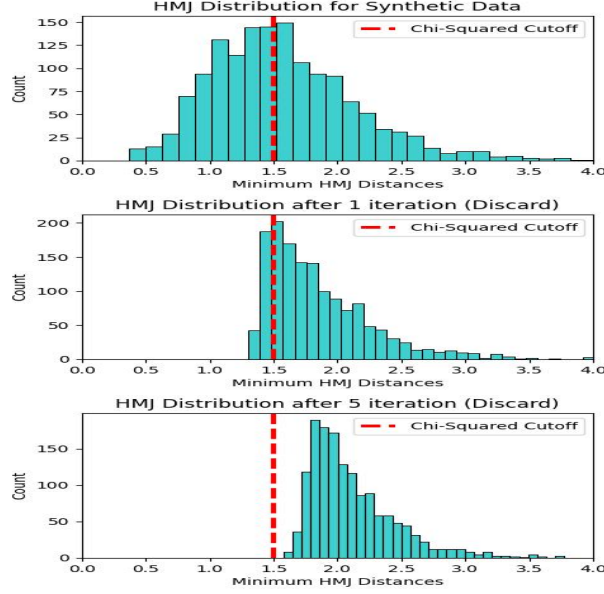 HMJ Distribution for Synthetic Data
150
125
100
75
50
25
0
Count
Chi-Squared Cutoff
0.0 0.5 1.0 1.5 2.0 2.5 3.0 3.5 4.0
Minimum HMJ Distances
HMJ Distribution after 1 iteration (Discard)
200
150
100
50
0
Count
Chi-Squared Cutoff
0.0 0.5 1.0 1.5 2.0 2.5 3.0 3.5 4.0
Minimum HMJ Distances
HMJ Distribution after 5 iteration (Discard)
150
100
50
0
Count
Chi-Squared Cutoff
0.0 0.5 1.0 1.5 2.0 2.5 3.0 3.5 4.0
Minimum HMJ Distances